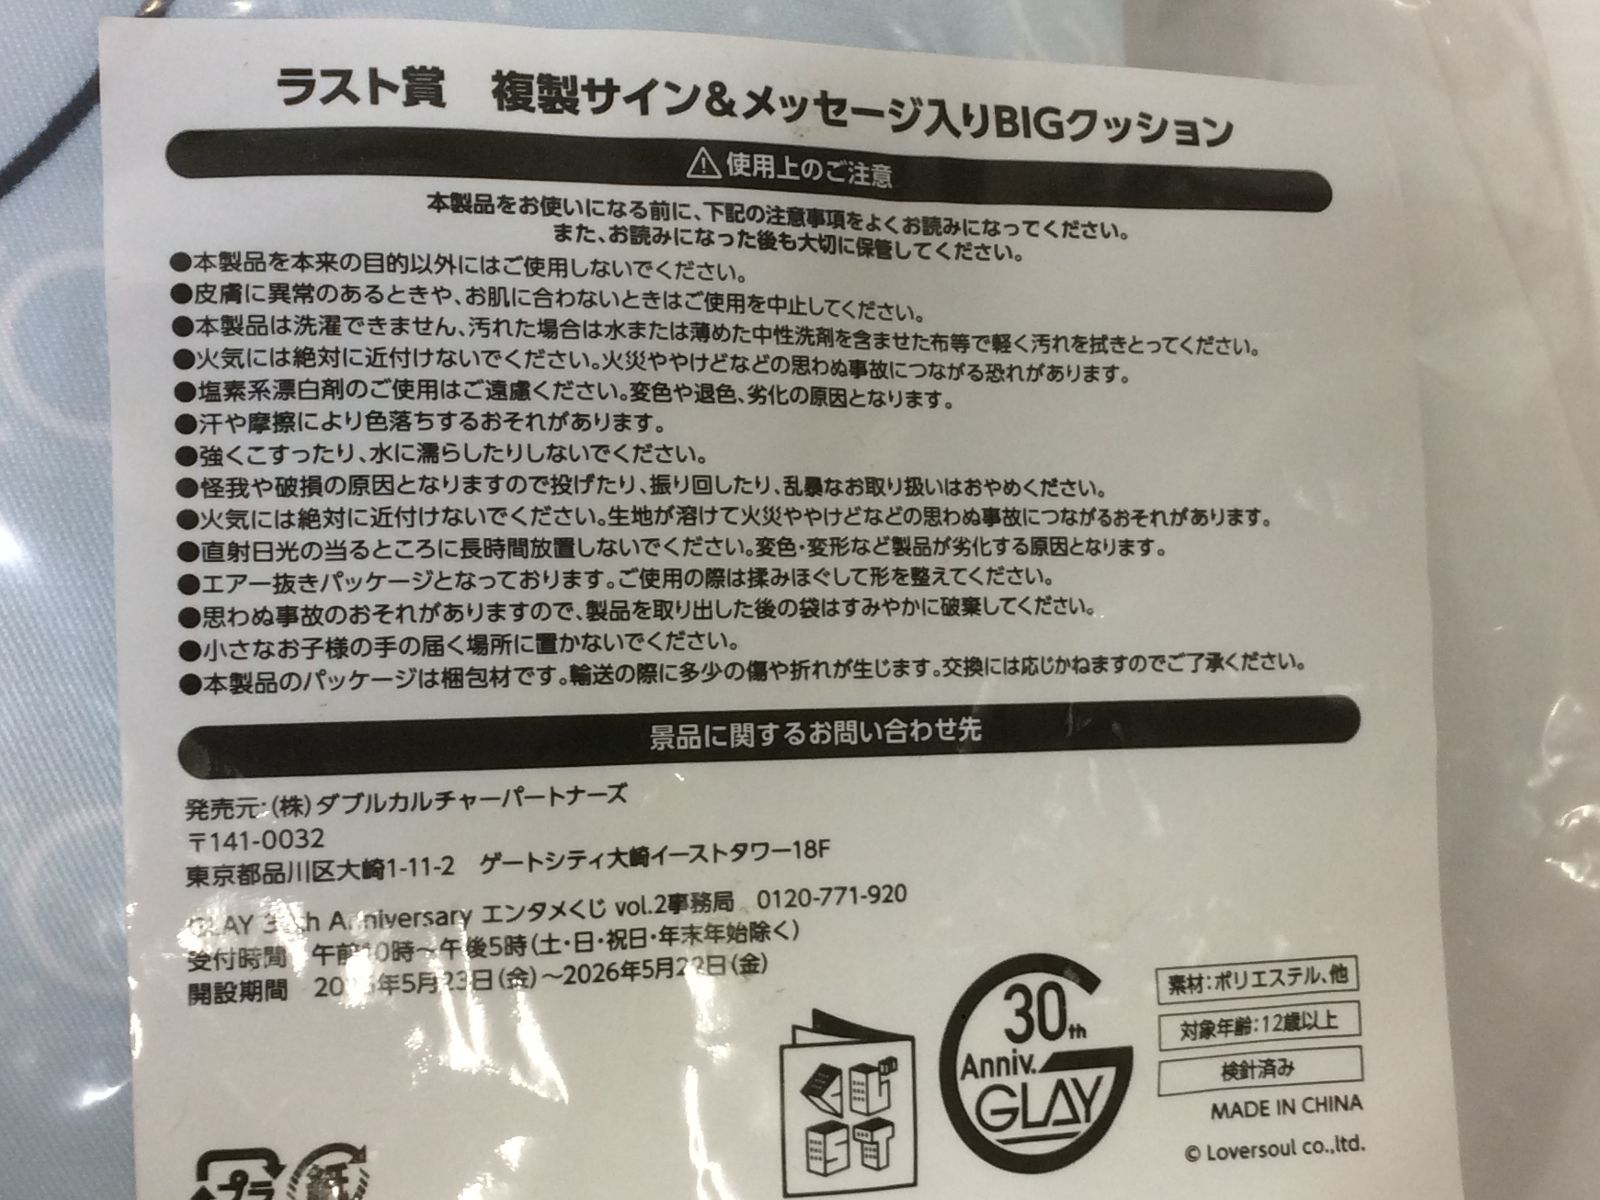 ラスト賞　複製サイン＆メッセージ入りBIGクッション
⚠使用上のご注意
本製品をお使いになる前に、下記の注意事項をよくお読みになってください。
また、お読みになった後も大切に保管してください。
●本製品を本来の目的以外にはご使用しないでください。
●皮膚に異常のあるときや、お肌に合わないときはご使用を中止してください。
●本製品は洗濯できません、汚れた場合は水または薄めた中性洗剤を含ませた布等で軽く汚れを拭きとってください。
●火気には絶対に近付けないでください。火災ややけどなどの思わぬ事故につながる恐れがあります。
●塩素系漂白剤のご使用はご遠慮ください。変色や退色、劣化の原因となります。
●汗や摩擦により色落ちするおそれがあります。
●強くこすったり、水に濡らしたりしないでください。
●怪我や破損の原因となりますので投げたり、振り回したり、乱暴なお取り扱いはおやめください。
●火気には絶対に近付けないでください。生地が溶けて火災ややけどなどの思わぬ事故につながるおそれがあります。
●直射日光の当るところに長時間放置しないでください。変色・変形など製品が劣化する原因となります。
●エアー抜きパッケージとなっております。ご使用の際は揉みほぐして形を整えてください。
●思わぬ事故のおそれがありますので、製品を取り出した後の袋はすみやかに破棄してください。
●小さなお子様の手の届く場所に置かないでください。
●本製品のパッケージは梱包材です。輸送の際に多少の傷や折れが生じます。交換には応じかねますのでご了承ください。
景品に関するお問い合わせ先
発売元:(株)ダブルカルチャーパートナーズ
〒141-0032
東京都品川区大崎1-11-2　ゲートシティ大崎イーストタワー18F
GLAY 30th Anniversary エンタメくじ vol.2事務局　0120-771-920
受付時間　午前10時～午後5時(土・日・祝日・年末年始除く)
開設期間　2025年5月23日(金)～2026年5月22日(金)
30th
Anniv.
GLAY
素材:ポリエステル、他
対象年齢:12歳以上
検針済み
MADE IN CHINA
© Loversoul co.,ltd.
プラ
紙